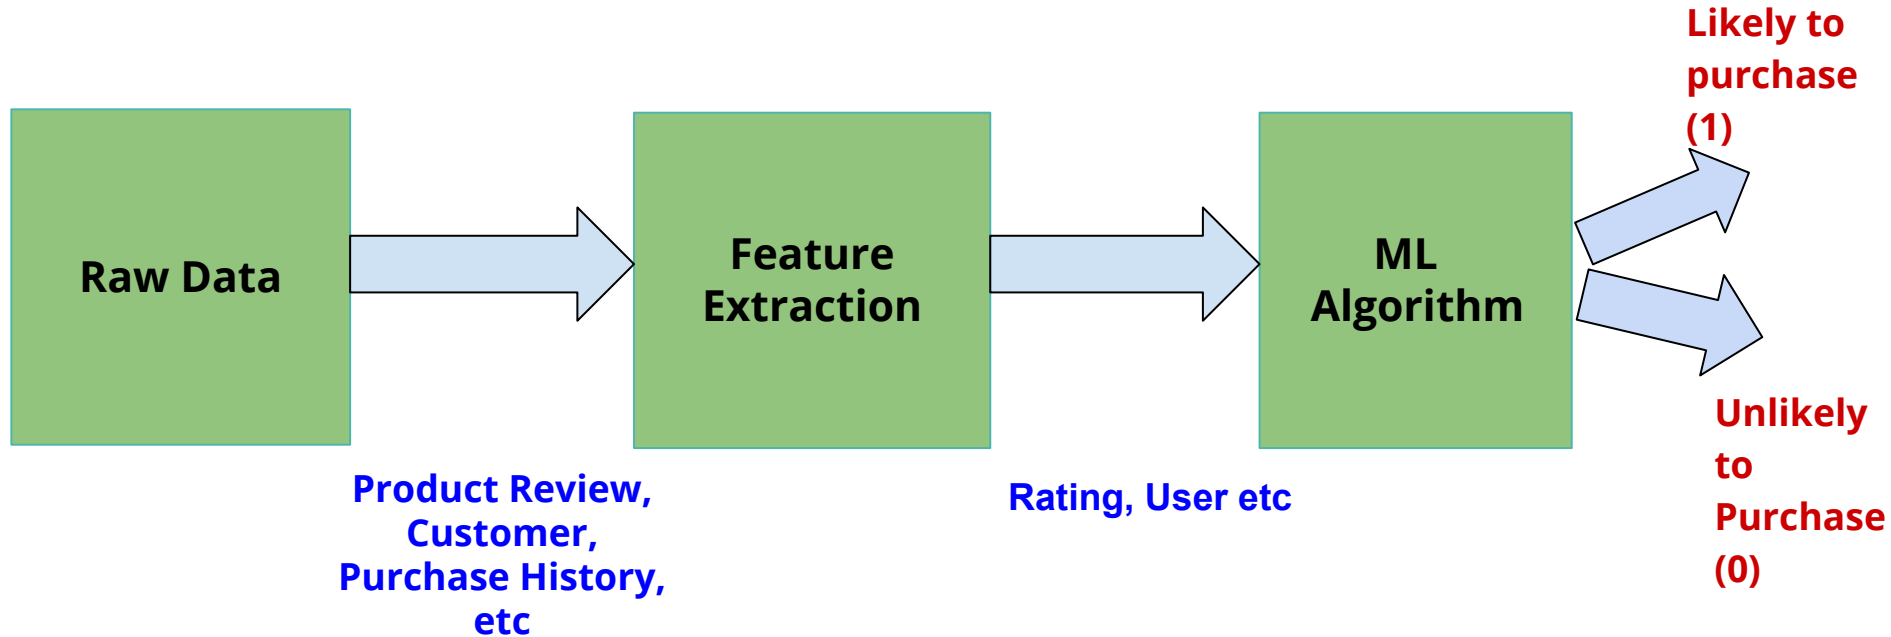 Raw Data
Product Review,
Customer,
Purchase History,
etc
Feature
Extraction
Rating, User etc
ML
Algorithm
Likely to
purchase
(1)
Unlikely
to
Purchase
(0)